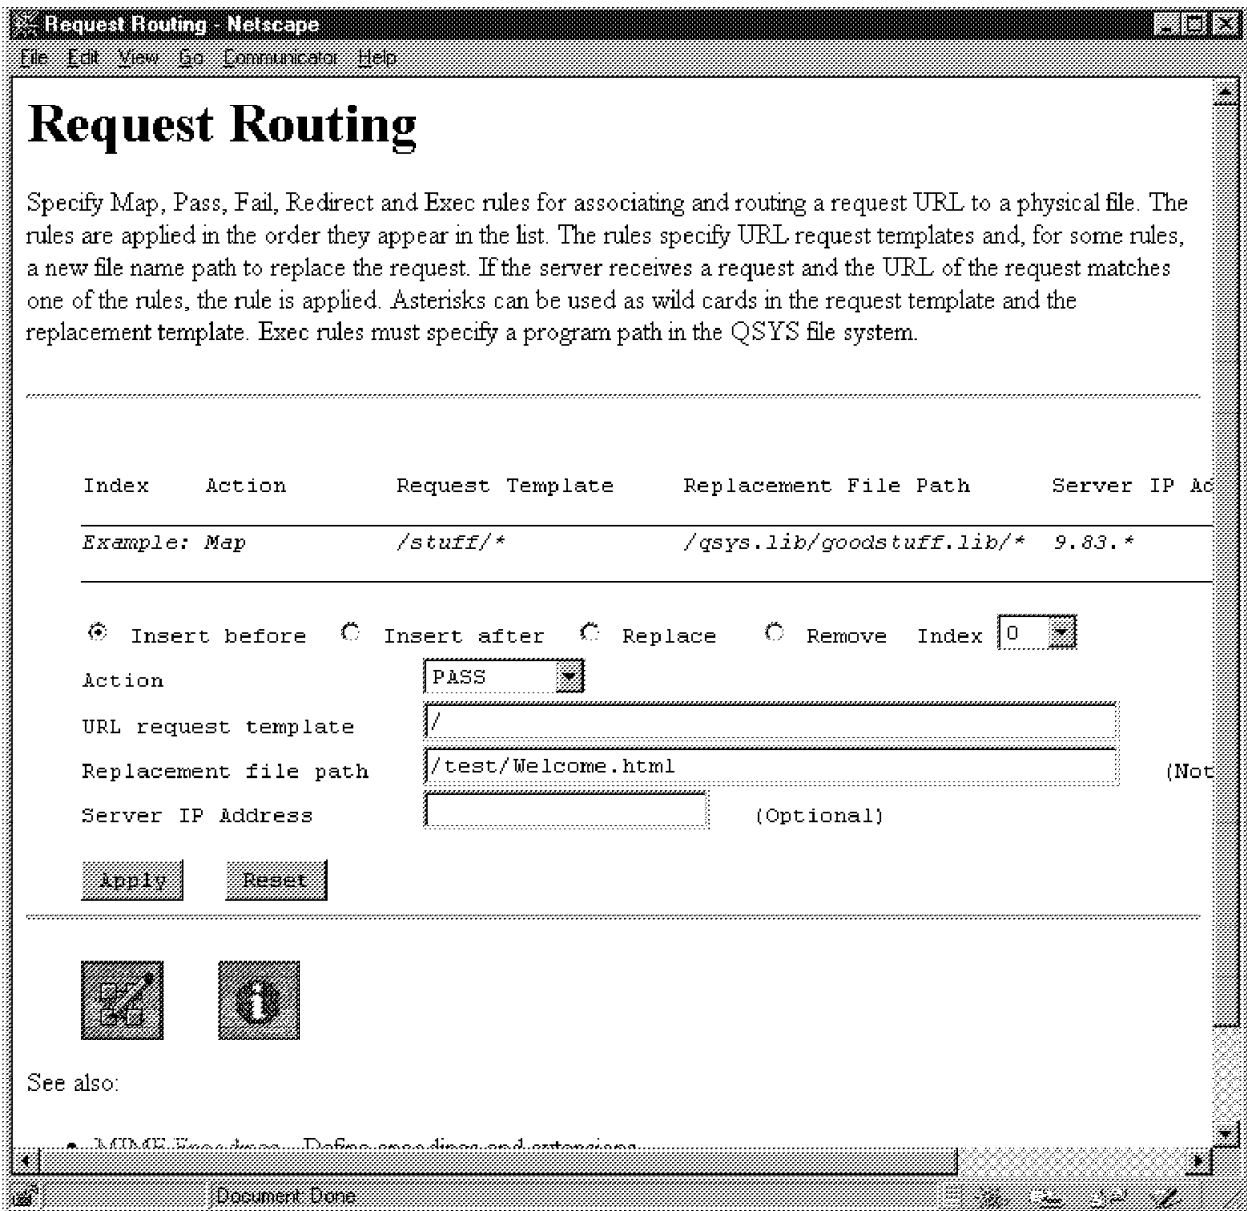 Request Routing - Netscape
File Edit View Go Communicator Help
Request Routing
Specify Map, Pass, Fail, Redirect and Exec rules for associating and routing a request URL to a physical file. The
rules are applied in the order they appear in the list. The rules specify URL request templates and, for some rules,
a new file name path to replace the request. If the server receives a request and the URL of the request matches
one of the rules, the rule is applied. Asterisks can be used as wild cards in the request template and the
replacement template. Exec rules must specify a program path in the QSYS file system.
Index Action Request Template Replacement File Path Server IP Ad
Example: Map /stuff/* /qsys.lib/goodstuff.lib/* 9.83.*
Insert before Insert after Replace Remove Index 0
Action PASS
URL request template /
Replacement file path /test/Welcome.html (Not
Server IP Address (Optional)
Apply Reset
See also:
MIME Encodings - Define encodings and extensions
Document: Done